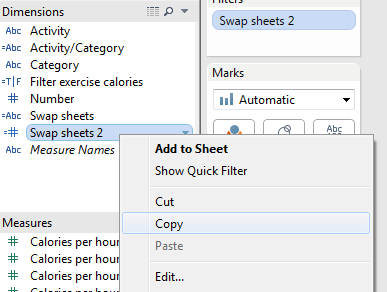 Dimensions
Abc Activity
=Abc Activity/Category
Abc Category
=T|F Filter exercise calories
# Number
=Abc Swap sheets
=# Swap sheets 2
Abc Measure Names
Measures
# Calories per hour
# Calories per hour
# Calories per hour
Filters
Swap sheets 2
Marks
Automatic
Abc
Add to Sheet
Show Quick Filter
Cut
Copy
Paste
Edit...